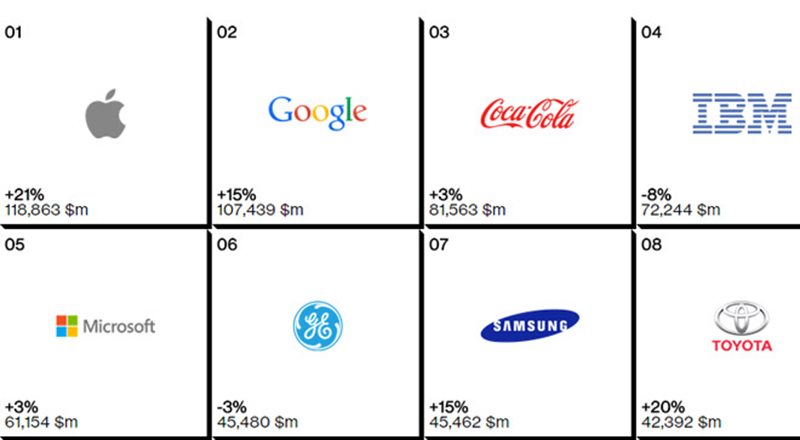 01
+21%
118,863 $m
02
Google
+15%
107,439 $m
03
Coca-Cola
+3%
81,563 $m
04
IBM
-8%
72,244 $m
05
Microsoft
+3%
61,154 $m
06
GE
-3%
45,480 $m
07
SAMSUNG
+15%
45,462 $m
08
TOYOTA
+20%
42,392 $m